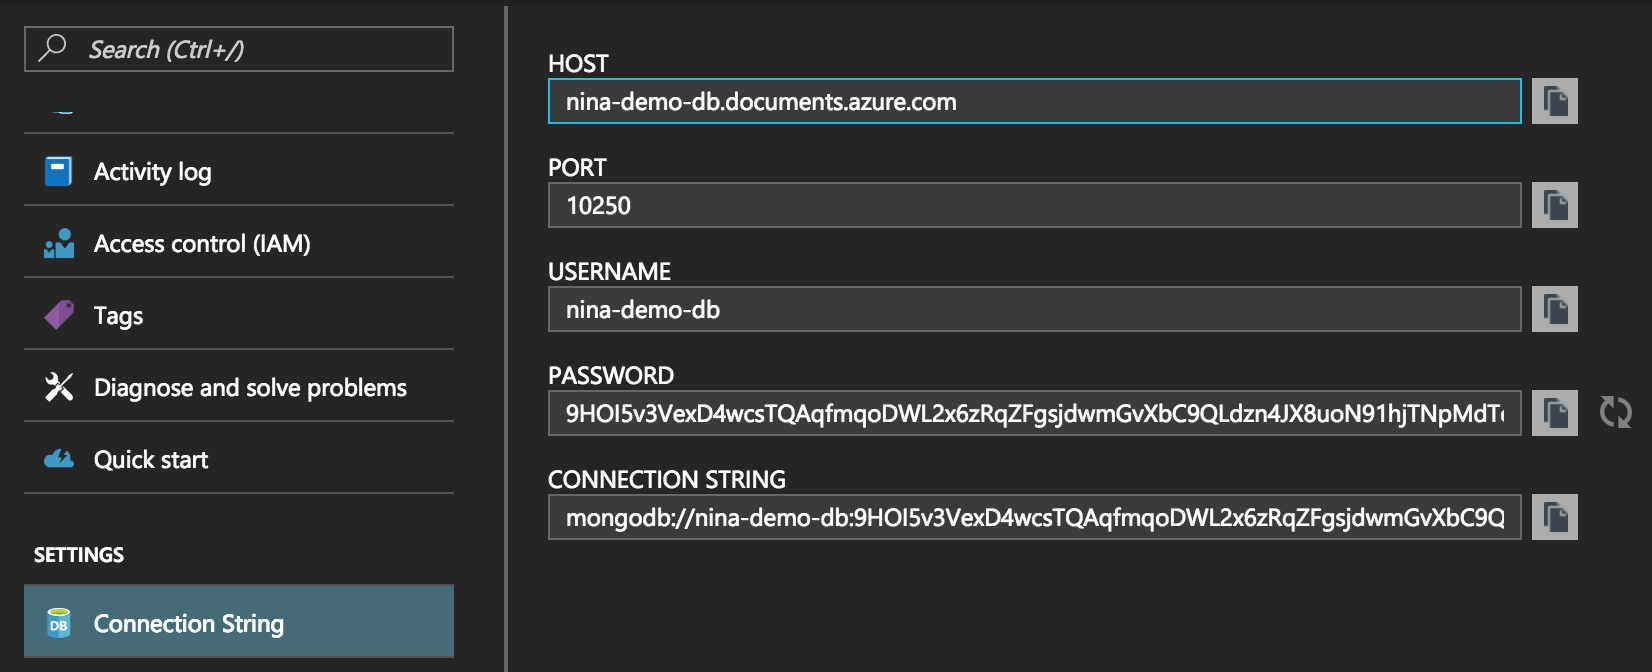 Search (Ctrl+/)
Activity log
Access control (IAM)
Tags
Diagnose and solve problems
Quick start
SETTINGS
DB
Connection String
HOST
nina-demo-db.documents.azure.com
PORT
10250
USERNAME
nina-demo-db
PASSWORD
9HOI5v3VexD4wcsTQAqfmqoDWL2x6zRqZFgsjdwmGvXbC9QLdzn4JX8uoN91hjTNpMdT
CONNECTION STRING
mongodb://nina-demo-db:9HOI5v3VexD4wcsTQAqfmqoDWL2x6zRqZFgsjdwmGvXbC9Q